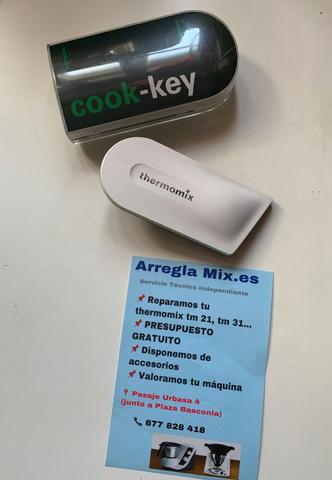 cook-key
thermomix
Arregla Mix.es
Servicio Técnico Independiente
📌 Reparamos tu
thermomix tm 21, tm 31...
📌 PRESUPUESTO
GRATUITO
📌 Disponemos de
accesorios
📌 Valoramos tu máquina
📍 Pasaje Urbasa 4
(junto a Plaza Basconia)
📞 677 828 418